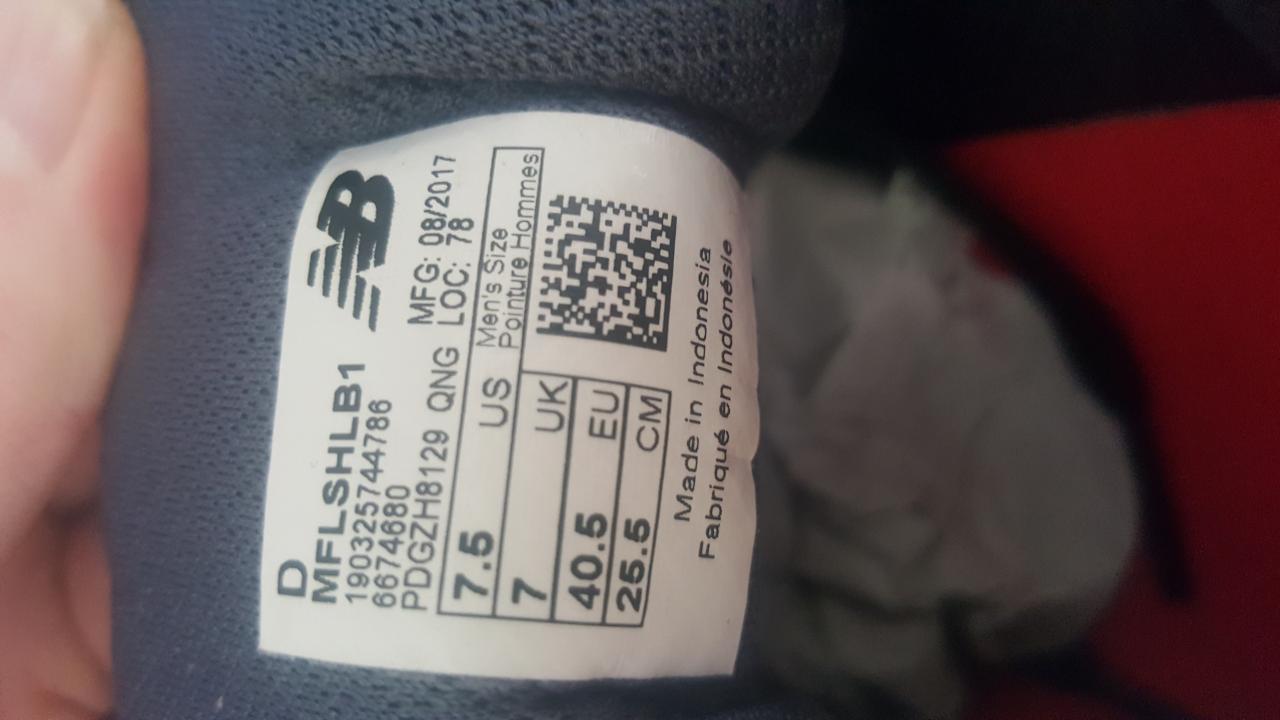 D
MFLSHLB1
NB
190325744786
6674680
PDGZH8129 QNG
MFG: 08/2017
LOC: 78
7.5 US
Men's Size
Pointure Hommes
7 UK
40.5 EU
25.5 CM
Made in Indonesia
Fabriqué en Indonésie